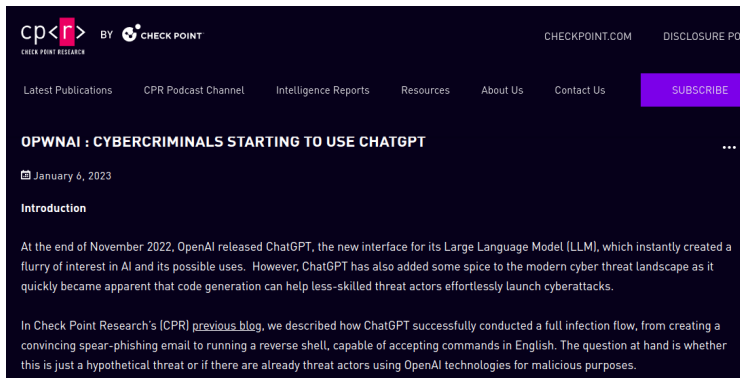 cp<r>
CHECK POINT RESEARCH
BY CHECK POINT
CHECKPOINT.COM DISCLOSURE PO
Latest Publications CPR Podcast Channel Intelligence Reports Resources About Us Contact Us SUBSCRIBE
OPWNAI : CYBERCRIMINALS STARTING TO USE CHATGPT
...
January 6, 2023
Introduction
At the end of November 2022, OpenAI released ChatGPT, the new interface for its Large Language Model (LLM), which instantly created a
flurry of interest in AI and its possible uses. However, ChatGPT has also added some spice to the modern cyber threat landscape as it
quickly became apparent that code generation can help less-skilled threat actors effortlessly launch cyberattacks.
In Check Point Research's (CPR) previous blog, we described how ChatGPT successfully conducted a full infection flow, from creating a
convincing spear-phishing email to running a reverse shell, capable of accepting commands in English. The question at hand is whether
this is just a hypothetical threat or if there are already threat actors using OpenAI technologies for malicious purposes.